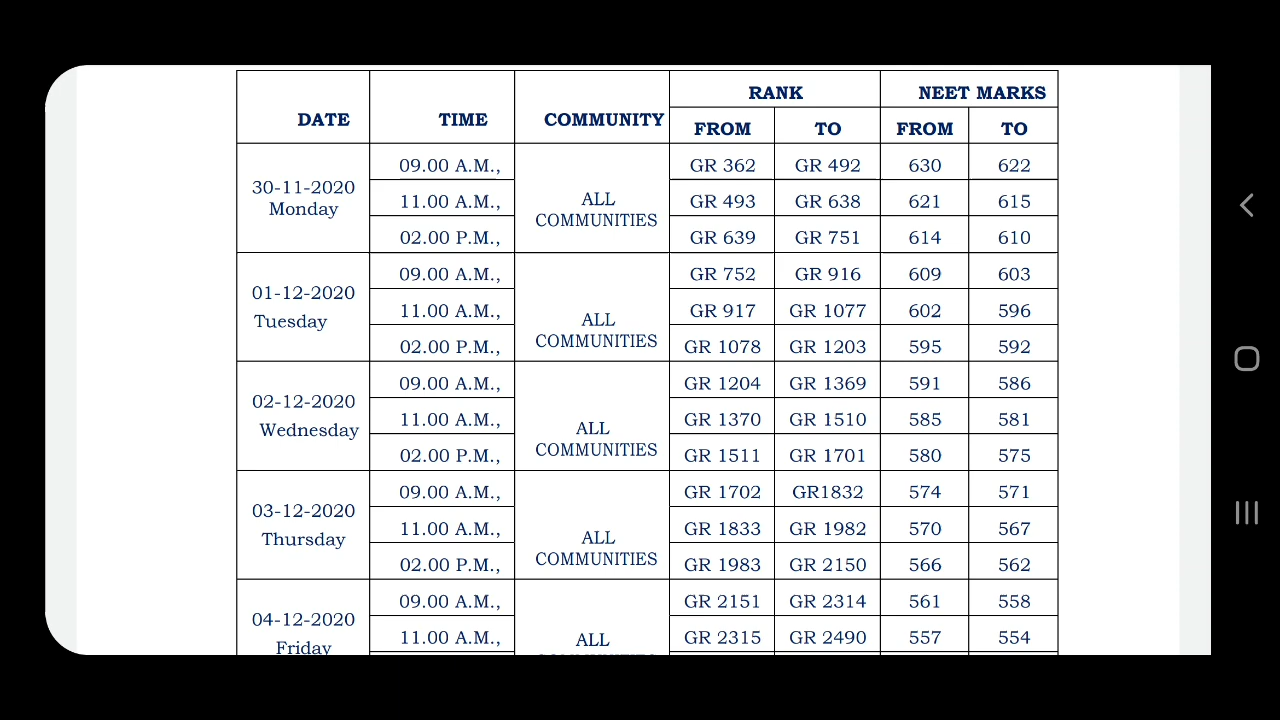 DATE TIME COMMUNITY RANK NEET MARKS
FROM TO FROM TO
30-11-2020 Monday 09.00 A.M., ALL COMMUNITIES GR 362 GR 492 630 622
11.00 A.M., GR 493 GR 638 621 615
02.00 P.M., GR 639 GR 751 614 610
01-12-2020 Tuesday 09.00 A.M., ALL COMMUNITIES GR 752 GR 916 609 603
11.00 A.M., GR 917 GR 1077 602 596
02.00 P.M., GR 1078 GR 1203 595 592
02-12-2020 Wednesday 09.00 A.M., ALL COMMUNITIES GR 1204 GR 1369 591 586
11.00 A.M., GR 1370 GR 1510 585 581
02.00 P.M., GR 1511 GR 1701 580 575
03-12-2020 Thursday 09.00 A.M., ALL COMMUNITIES GR 1702 GR1832 574 571
11.00 A.M., GR 1833 GR 1982 570 567
02.00 P.M., GR 1983 GR 2150 566 562
04-12-2020 Friday 09.00 A.M., ALL GR 2151 GR 2314 561 558
11.00 A.M., GR 2315 GR 2490 557 554